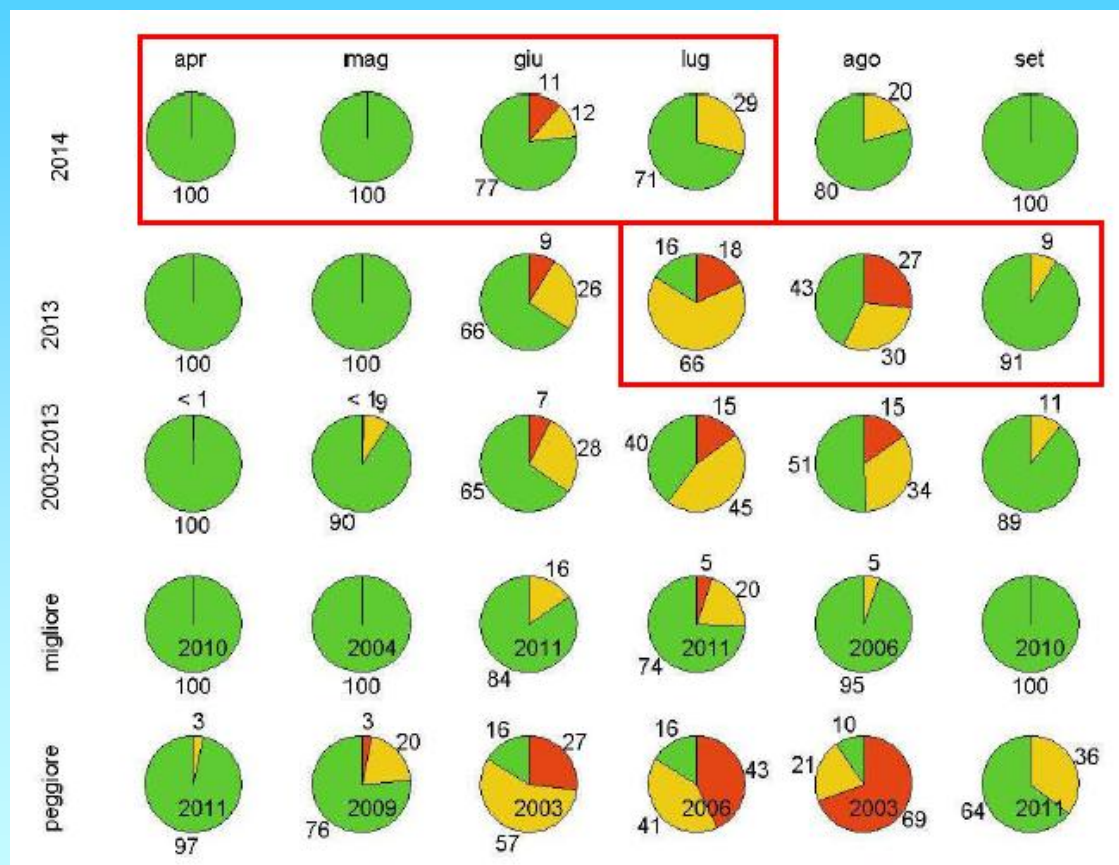 apr mag giu lug ago set
2014
100
100
11 12 77
29 71
20 80
100
2013
100
100
9 26 66
16 18 66
43 27 30
9 91
2003-2013
< 1 100
< 1 9 90
7 28 65
40 15 45
51 15 34
11 89
migliore
2010 100
2004 100
16 2011 84
5 20 2011 74
5 2006 95
2010 100
peggiore
3 2011 97
3 20 2009 76
16 27 2003 57
16 43 2006 41
10 21 2003 69
36 2011 64